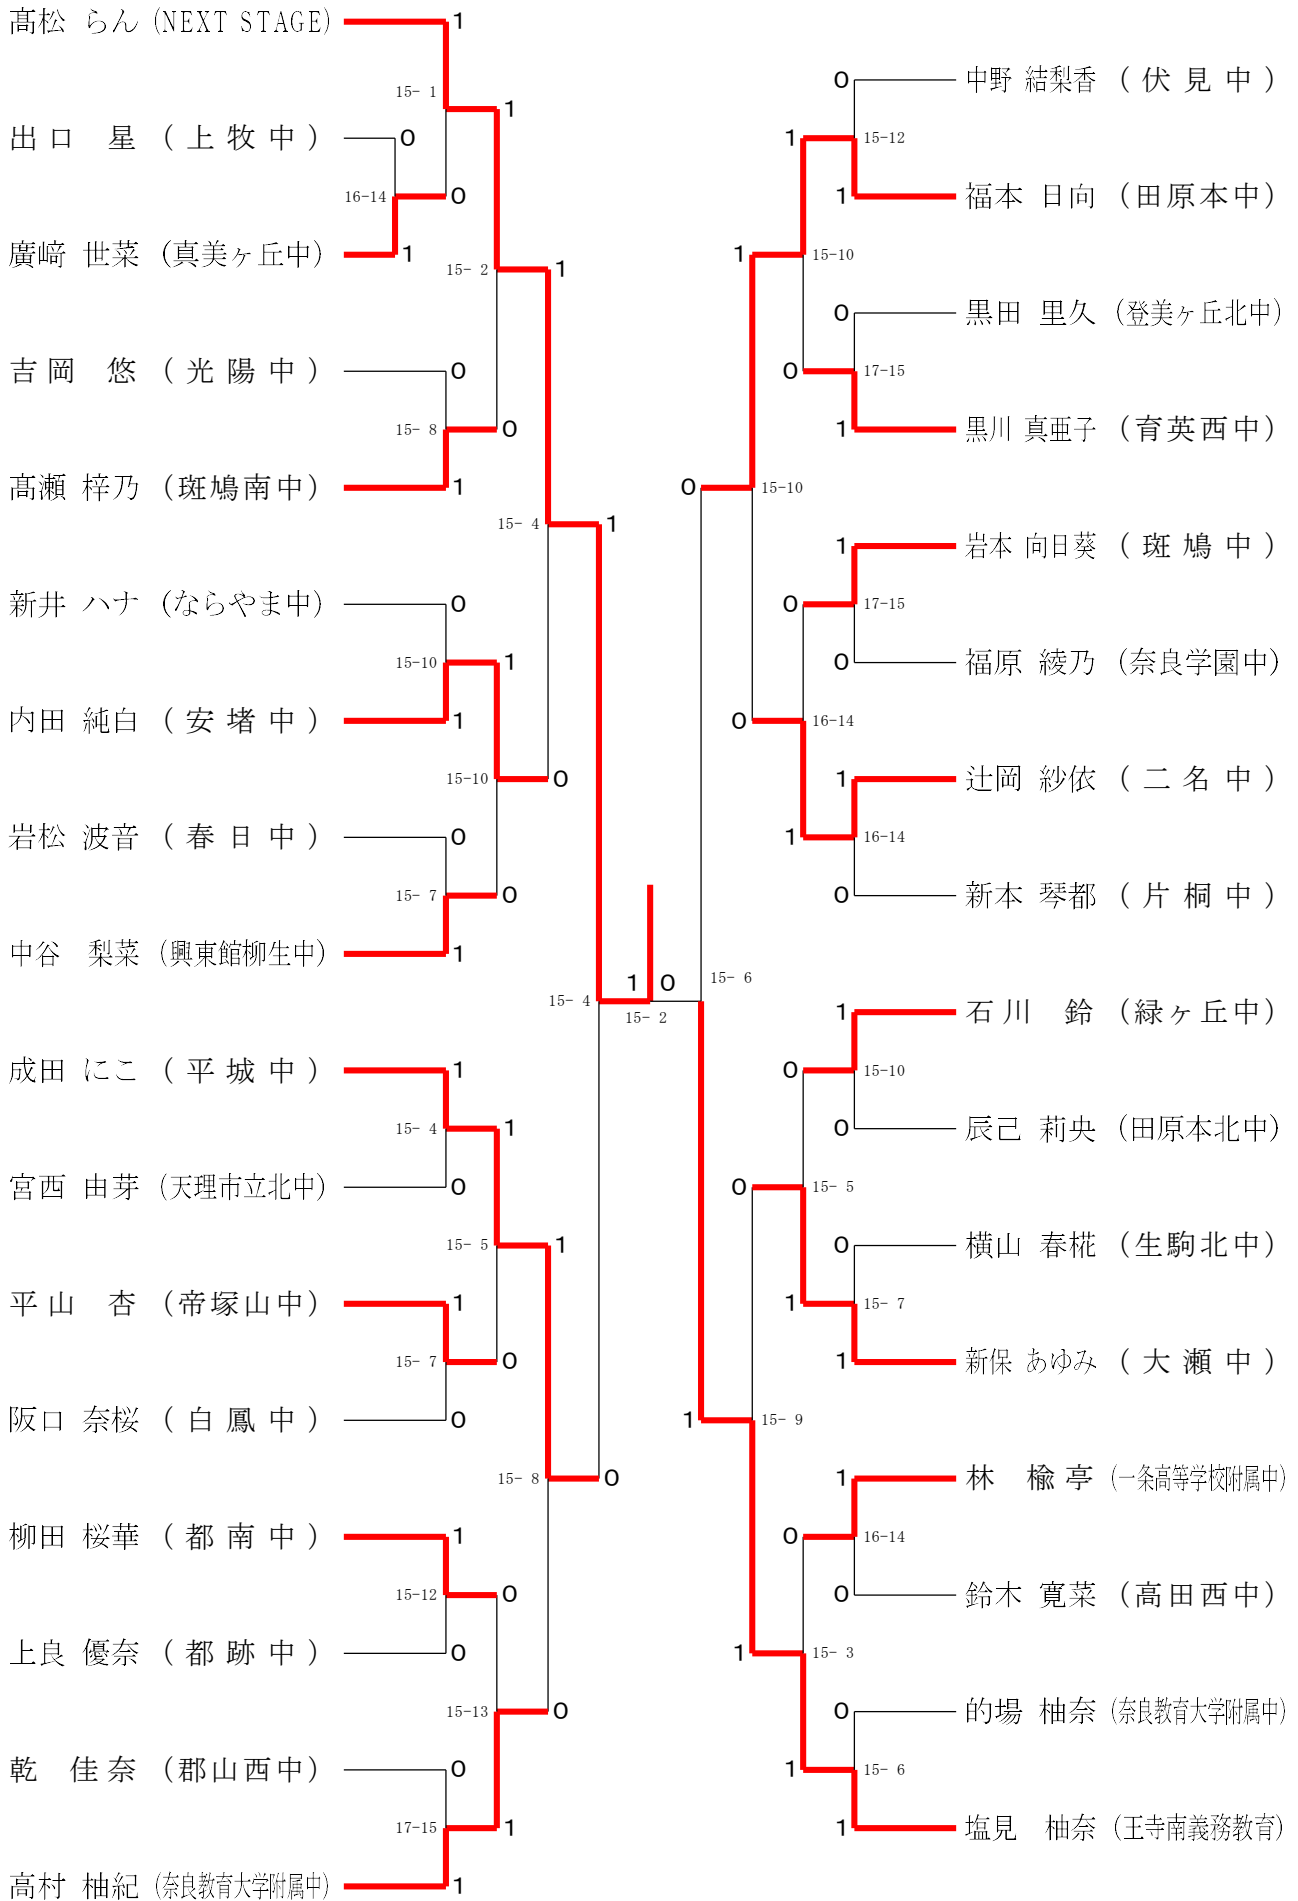 髙松 らん (NEXT STAGE)
1
15- 1
1
出口 星 (上牧中)
0
16-14
0
廣﨑 世菜 (真美ヶ丘中)
1
15- 2
1
吉岡 悠 (光陽中)
0
15- 8
0
髙瀬 梓乃 (斑鳩南中)
1
15- 4
1
新井 ハナ (ならやま中)
0
15-10
1
内田 純白 (安堵中)
1
15-10
0
岩松 波音 (春日中)
0
15- 7
0
中谷 梨菜 (興東館柳生中)
1
15- 4
1
0
15- 2
成田 にこ (平城中)
1
15- 4
1
宮西 由芽 (天理市立北中)
0
15- 5
1
平山 杏 (帝塚山中)
1
15- 7
0
阪口 奈桜 (白鳳中)
0
15- 8
0
柳田 桜華 (都南中)
1
15-12
0
上良 優奈 (都跡中)
0
15-13
0
乾 佳奈 (郡山西中)
0
17-15
1
高村 柚紀 (奈良教育大学附属中)
1
0
中野 結梨香 (伏見中)
1
15-12
1
福本 日向 (田原本中)
1
15-10
0
黒田 里久 (登美ヶ丘北中)
0
17-15
1
黒川 真亜子 (育英西中)
0
15-10
1
岩本 向日葵 (斑鳩中)
0
17-15
0
福原 綾乃 (奈良学園中)
0
16-14
1
辻岡 紗依 (二名中)
1
16-14
0
新本 琴都 (片桐中)
15- 6
1
石川 鈴 (緑ヶ丘中)
0
15-10
0
辰己 莉央 (田原本北中)
0
15- 5
0
横山 春椛 (生駒北中)
1
15- 7
1
新保 あゆみ (大瀬中)
1
15- 9
1
林 楡亭 (一条高等学校附属中)
0
16-14
0
鈴木 寛菜 (高田西中)
1
15- 3
0
的場 柚奈 (奈良教育大学附属中)
1
15- 6
1
塩見 柚奈 (王寺南義務教育)